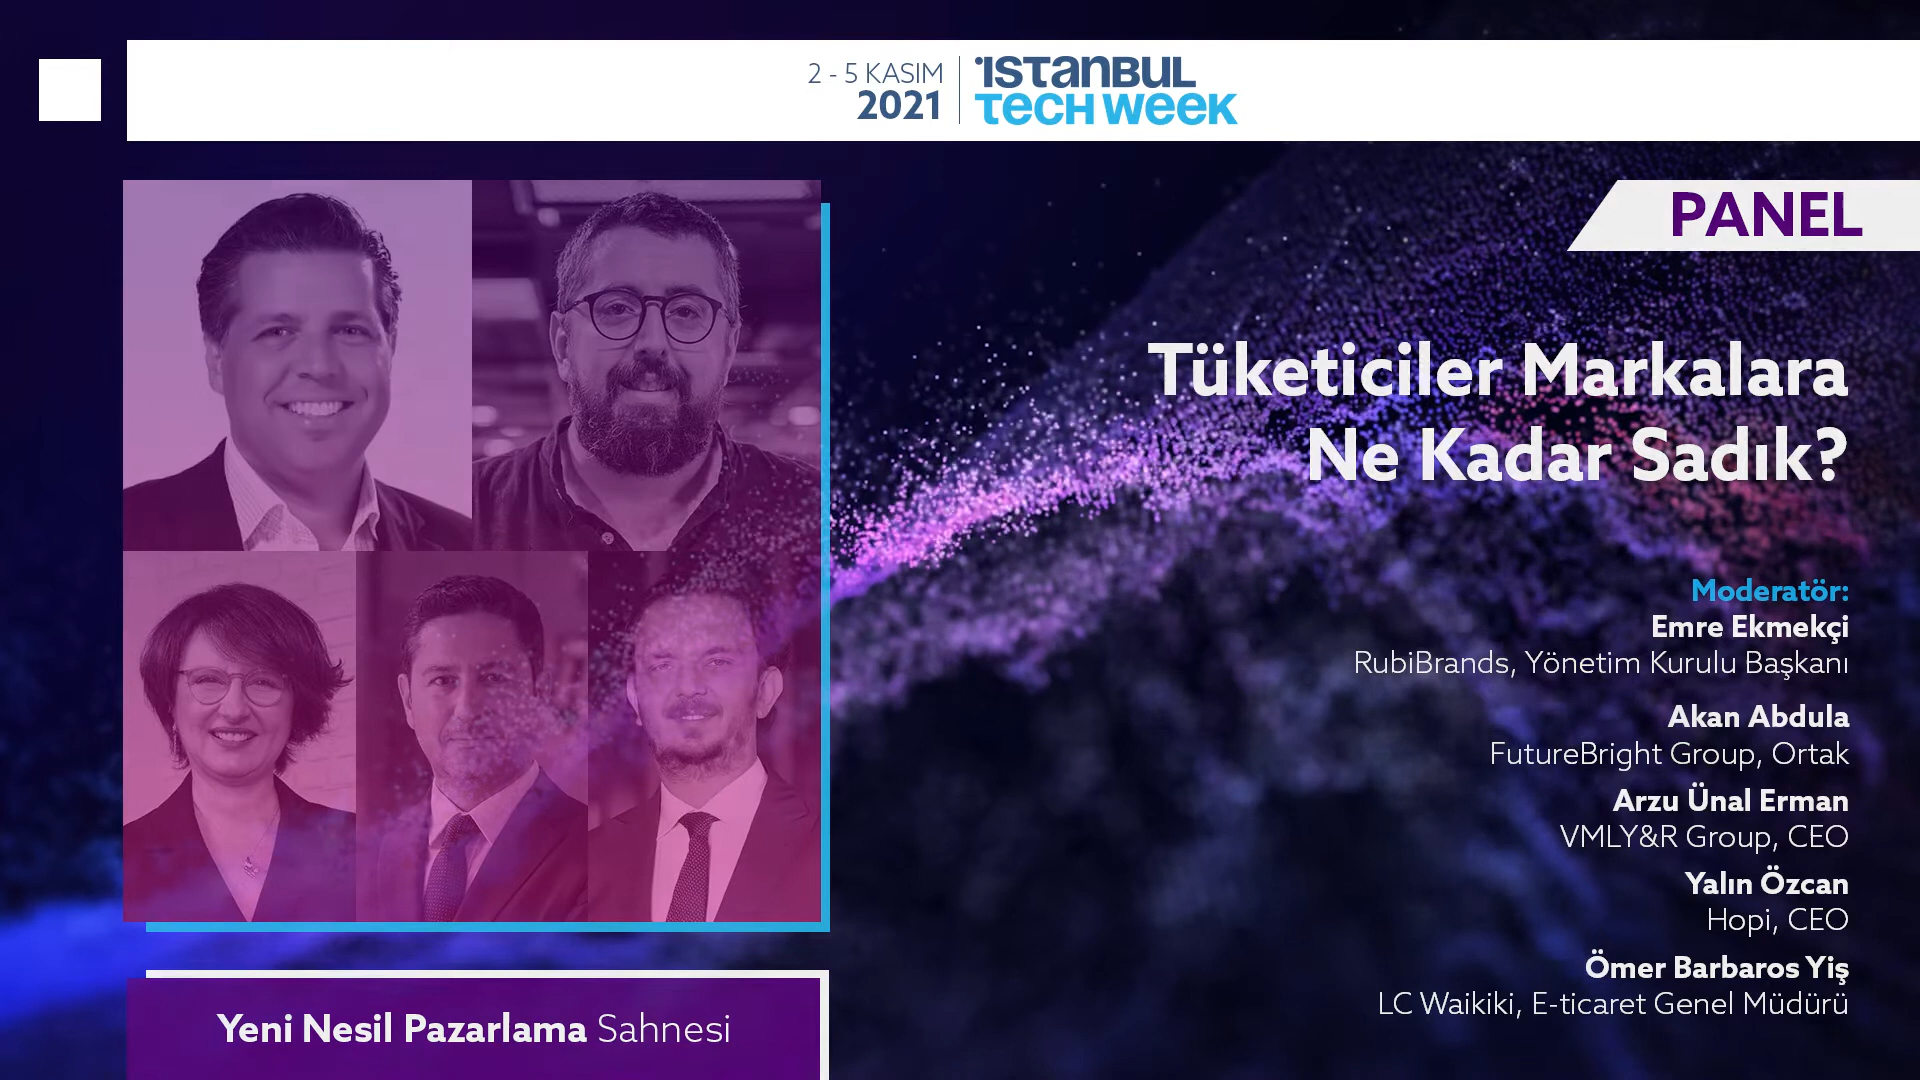 2 - 5 KASIM
2021
İSTANBUL
TECH WEEK
PANEL
Tüketiciler Markalara
Ne Kadar Sadık?
Moderatör:
Emre Ekmekçi
RubiBrands, Yönetim Kurulu Başkanı
Akan Abdula
FutureBright Group, Ortak
Arzu Ünal Erman
VMLY&R Group, CEO
Yalın Özcan
Hopi, CEO
Ömer Barbaros Yiş
LC Waikiki, E-ticaret Genel Müdürü
Yeni Nesil Pazarlama Sahnesi